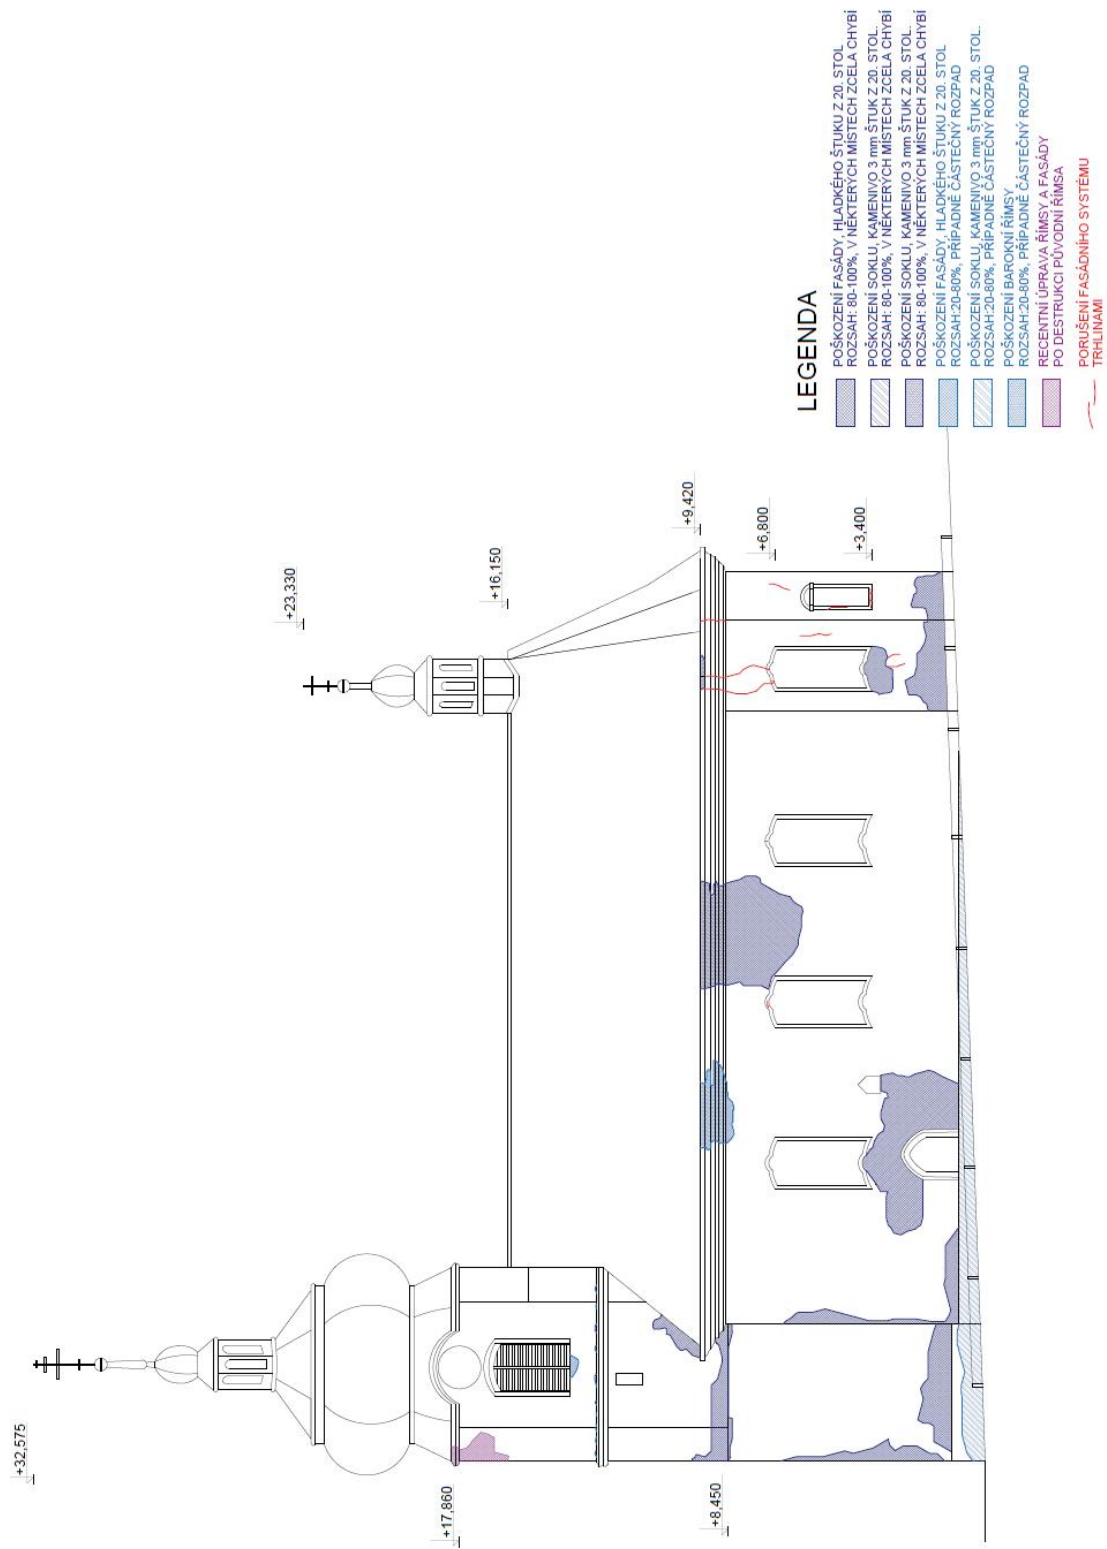 +32,575
+23,330
+17,860
+16,150
+9,420
+8,450
+6,800
+3,400
LEGENDA
POŠKOZENÍ FASÁDY, HLADKÉHO ŠTUKU Z 20. STOL
ROZSAH: 80-100%, V NĚKTERÝCH MÍSTECH ZCELA CHYBÍ
POŠKOZENÍ SOKLU, KAMENIVO 3 mm ŠTUK Z 20. STOL.
ROZSAH: 80-100%, V NĚKTERÝCH MÍSTECH ZCELA CHYBÍ
POŠKOZENÍ SOKLU, KAMENIVO 3 mm ŠTUK Z 20. STOL.
ROZSAH: 80-100%, V NĚKTERÝCH MÍSTECH ZCELA CHYBÍ
POŠKOZENÍ FASÁDY, HLADKÉHO ŠTUKU Z 20. STOL
ROZSAH:20-80%, PŘÍPADNĚ ČÁSTEČNÝ ROZPAD
POŠKOZENÍ SOKLU, KAMENIVO 3 mm ŠTUK Z 20. STOL.
ROZSAH:20-80%, PŘÍPADNĚ ČÁSTEČNÝ ROZPAD
POŠKOZENÍ BAROKNÍ ŘÍMSY
ROZSAH:20-80%, PŘÍPADNĚ ČÁSTEČNÝ ROZPAD
RECENTNÍ ÚPRAVA ŘÍMSY A FASÁDY
PO DESTRUKCI PŮVODNÍ ŘÍMSA
PORUŠENÍ FASÁDNÍHO SYSTÉMU
TRHLINAMI